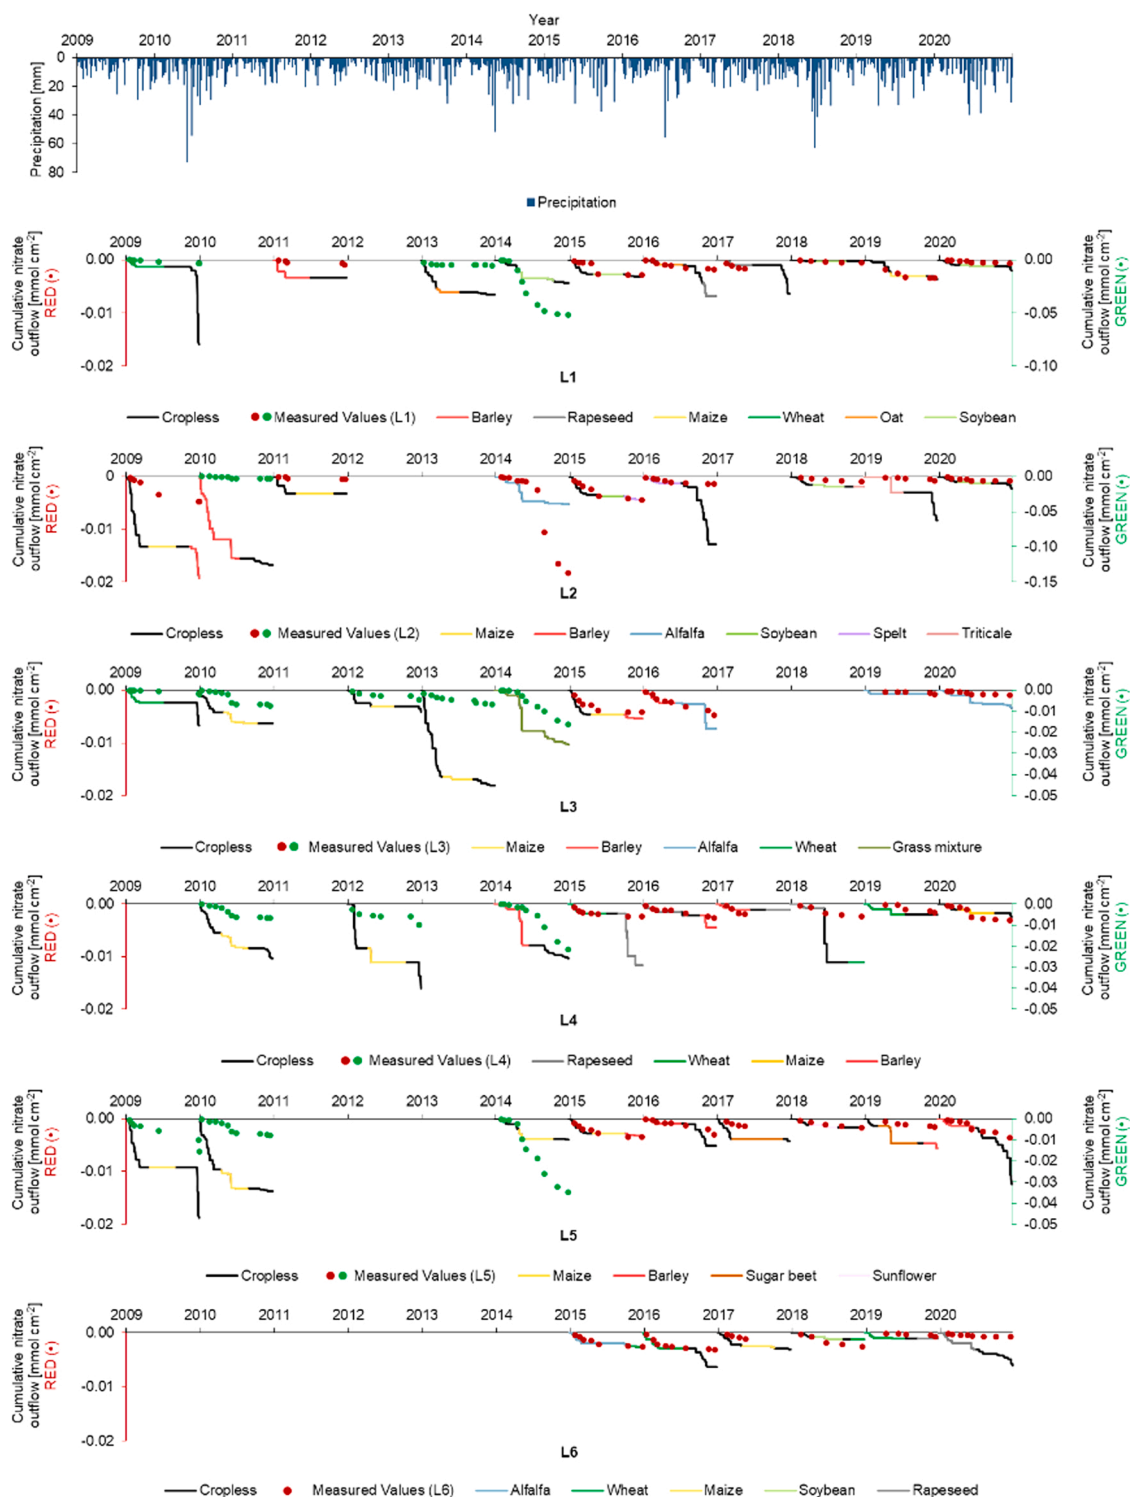 Year
2009 2010 2011 2012 2013 2014 2015 2016 2017 2018 2019 2020
Precipitation [mm]
0
20
40
60
80
Precipitation
2009 2010 2011 2012 2013 2014 2015 2016 2017 2018 2019 2020
Cumulative nitrate
outflow [mmol cm-2]
RED (•)
0.00
-0.01
-0.02
0.00
-0.05
-0.10
Cumulative nitrate
outflow [mmol cm-2]
GREEN (•)
L1
Cropless Measured Values (L1) Barley Rapeseed Maize Wheat Oat Soybean
2009 2010 2011 2012 2013 2014 2015 2016 2017 2018 2019 2020
Cumulative nitrate
outflow [mmol cm-2]
RED (•)
0
-0.01
-0.02
0.00
-0.05
-0.10
-0.15
Cumulative nitrate
outflow [mmol cm-2]
GREEN (•)
L2
Cropless Measured Values (L2) Maize Barley Alfalfa Soybean Spelt Triticale
2009 2010 2011 2012 2013 2014 2015 2016 2017 2018 2019 2020
Cumulative nitrate
outflow [mmol cm-2]
RED (•)
0.00
-0.01
-0.02
0.00
-0.01
-0.02
-0.03
-0.04
-0.05
Cumulative nitrate
outflow [mmol cm-2]
GREEN (•)
L3
Cropless Measured Values (L3) Maize Barley Alfalfa Wheat Grass mixture
2009 2010 2011 2012 2013 2014 2015 2016 2017 2018 2019 2020
Cumulative nitrate
outflow [mmol cm-2]
RED (•)
0.00
-0.01
-0.02
0.00
-0.01
-0.02
-0.03
-0.04
-0.05
Cumulative nitrate
outflow [mmol cm-2]
GREEN (•)
L4
Cropless Measured Values (L4) Rapeseed Wheat Maize Barley
2009 2010 2011 2012 2013 2014 2015 2016 2017 2018 2019 2020
Cumulative nitrate
outflow [mmol cm-2]
RED (•)
0.00
-0.01
-0.02
0.00
-0.01
-0.02
-0.03
-0.04
-0.05
Cumulative nitrate
outflow [mmol cm-2]
GREEN (•)
L5
Cropless Measured Values (L5) Maize Barley Sugar beet Sunflower
2009 2010 2011 2012 2013 2014 2015 2016 2017 2018 2019 2020
Cumulative nitrate
outflow [mmol cm-2]
RED (•)
0.00
-0.01
-0.02
L6
Cropless Measured Values (L6) Alfalfa Wheat Maize Soybean Rapeseed